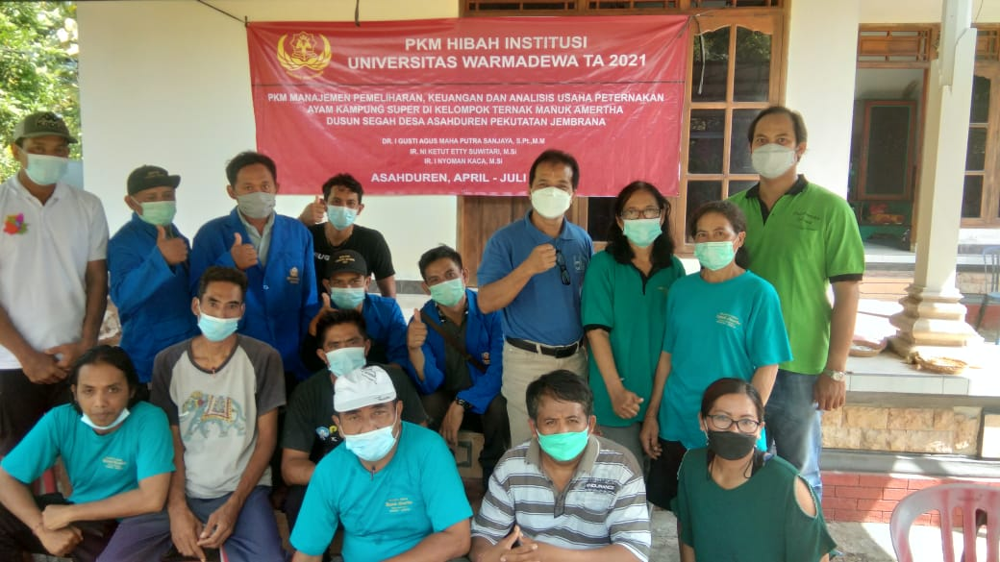 PKM HIBAH INSTITUSI
UNIVERSITAS WARMADEWA TA 2021
PKM MANAJEMEN PEMELIHARAN, KEUANGAN DAN ANALISIS USAHA PETERNAKAN
AYAM KAMPUNG SUPER DI KELOMPOK TERNAK MANUK AMERTHA
DUSUN SEGAH DESA ASAHDUREN PEKUTATAN JEMBRANA
DR. I GUSTI AGUS MAHA PUTRA SANJAYA, S.Pt.,M.M
IR. NI KETUT ETTY SUWITARI, M.Si
IR. I NYOMAN KACA, M.Si
ASAHDUREN, APRIL - JULI
ENDURANCE